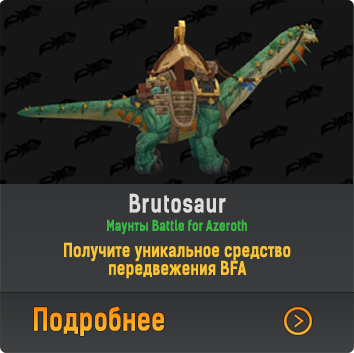 Brutosaur
Маунты Battle for Azeroth
Получите уникальное средство
передвежения BFA
Подробнее